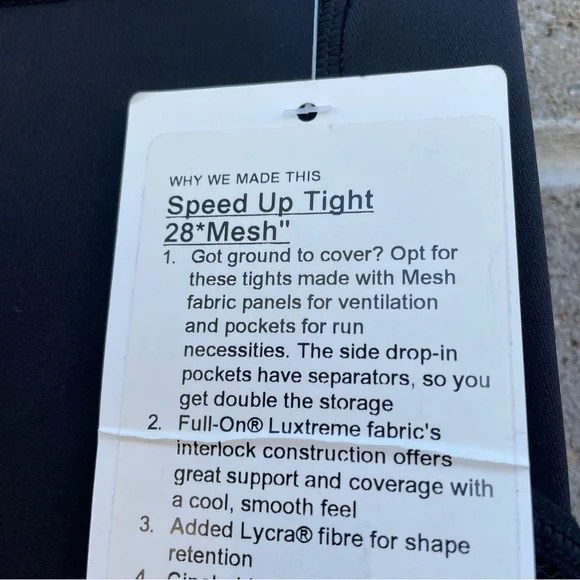 WHY WE MADE THIS
Speed Up Tight
28*Mesh"
1. Got ground to cover? Opt for
these tights made with Mesh
fabric panels for ventilation
and pockets for run
necessities. The side drop-in
pockets have separators, so you
get double the storage
2. Full-On® Luxtreme fabric's
interlock construction offers
great support and coverage with
a cool, smooth feel
3. Added Lycra® fibre for shape
retention
4.